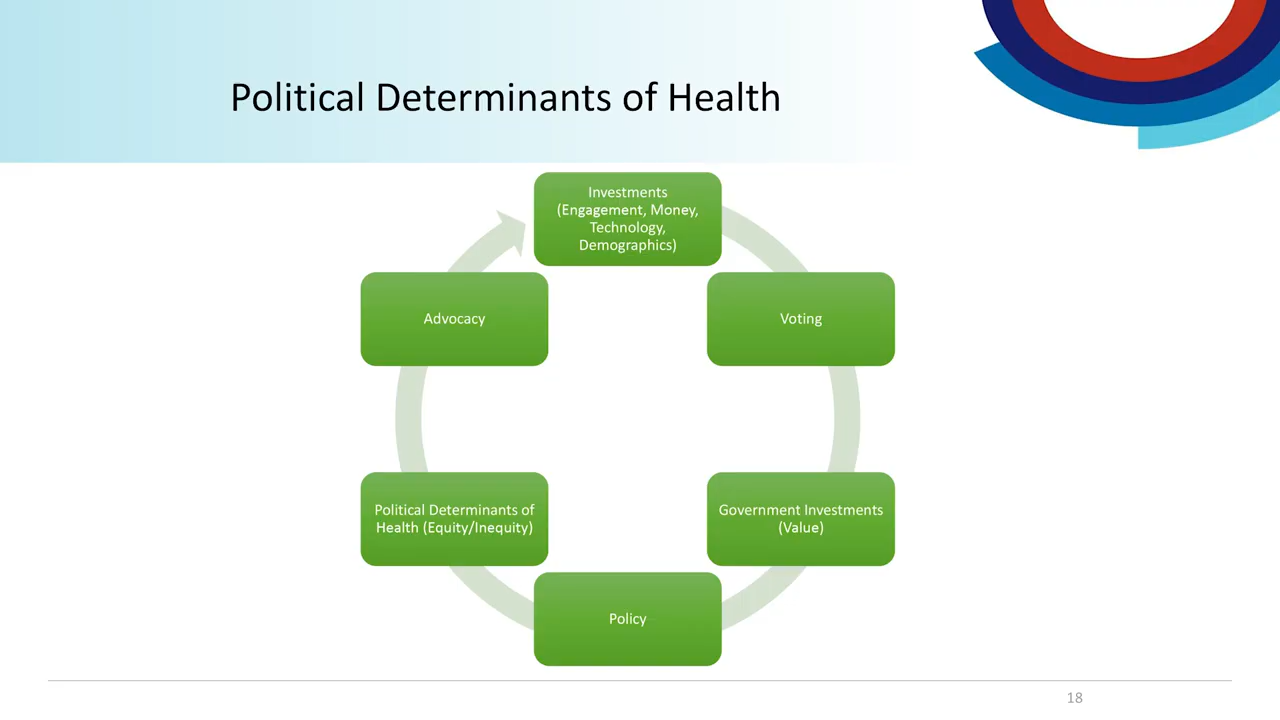 Political Determinants of Health
Investments
(Engagement, Money,
Technology,
Demographics)
Voting
Government Investments
(Value)
Policy
Political Determinants of
Health (Equity/Inequity)
Advocacy
18